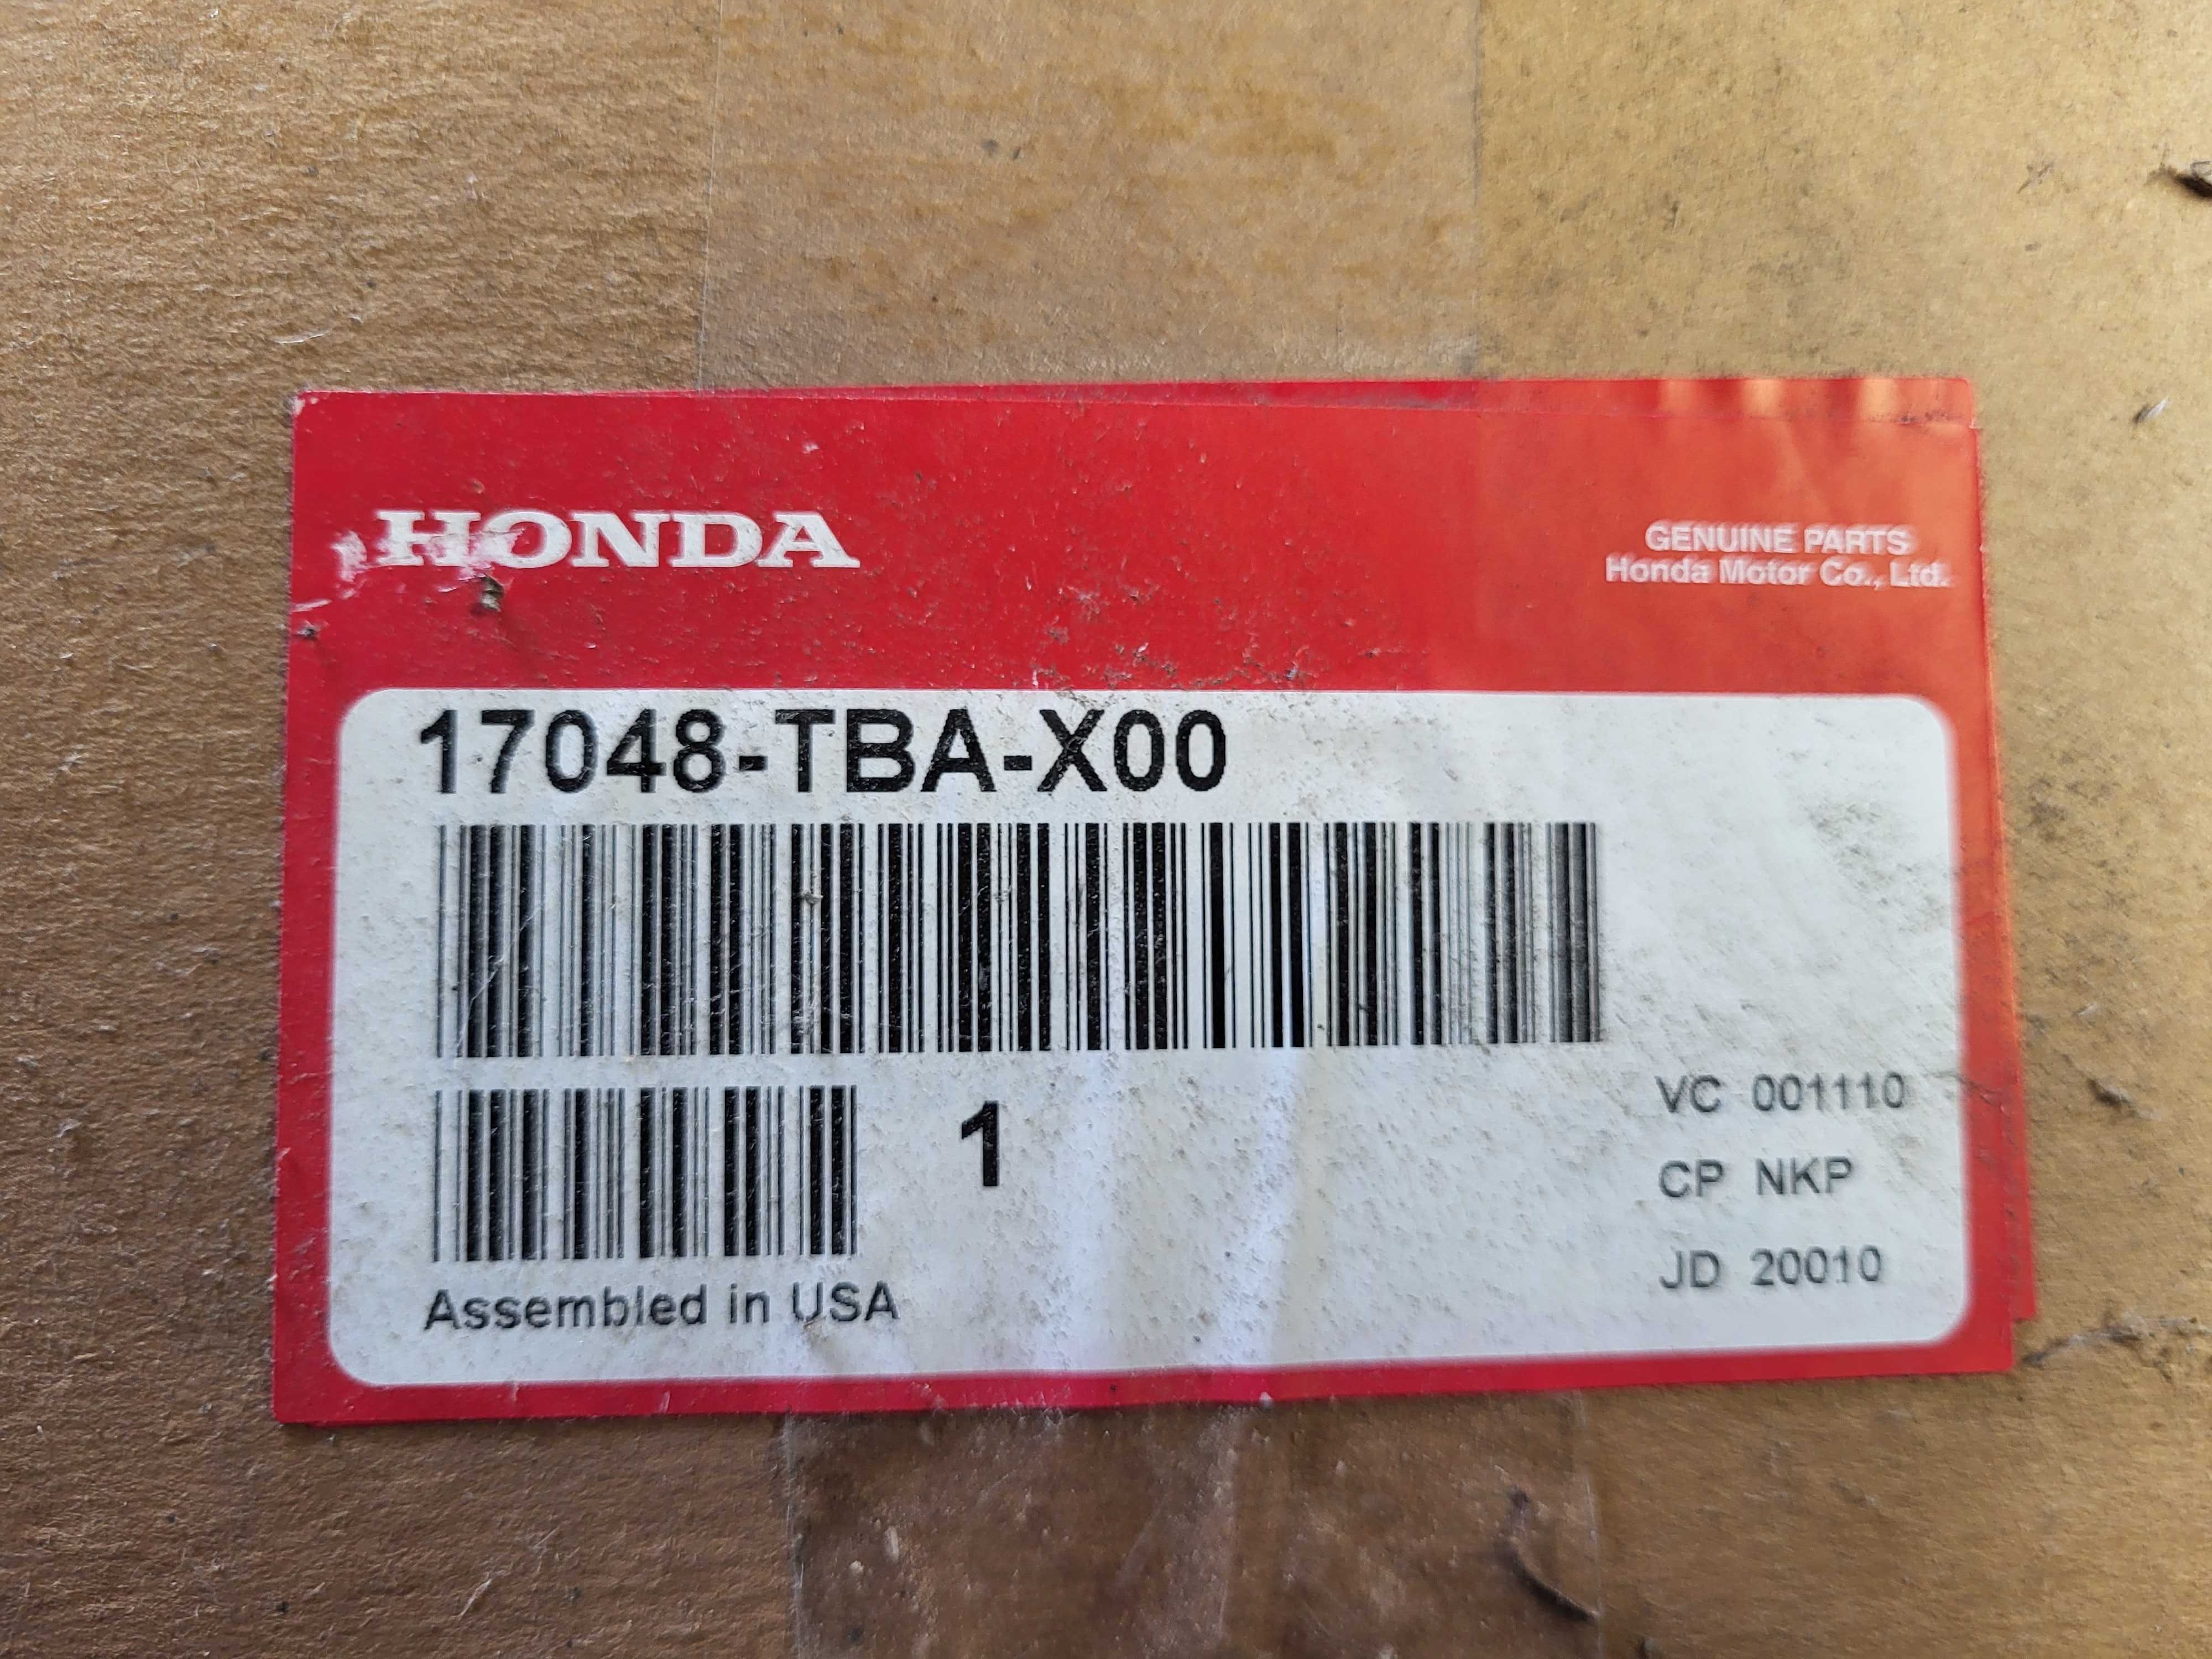 HONDA
GENUINE PARTS
Honda Motor Co., Ltd.
17048-TBA-X00
1
VC 001110
CP NKP
JD 20010
Assembled in USA